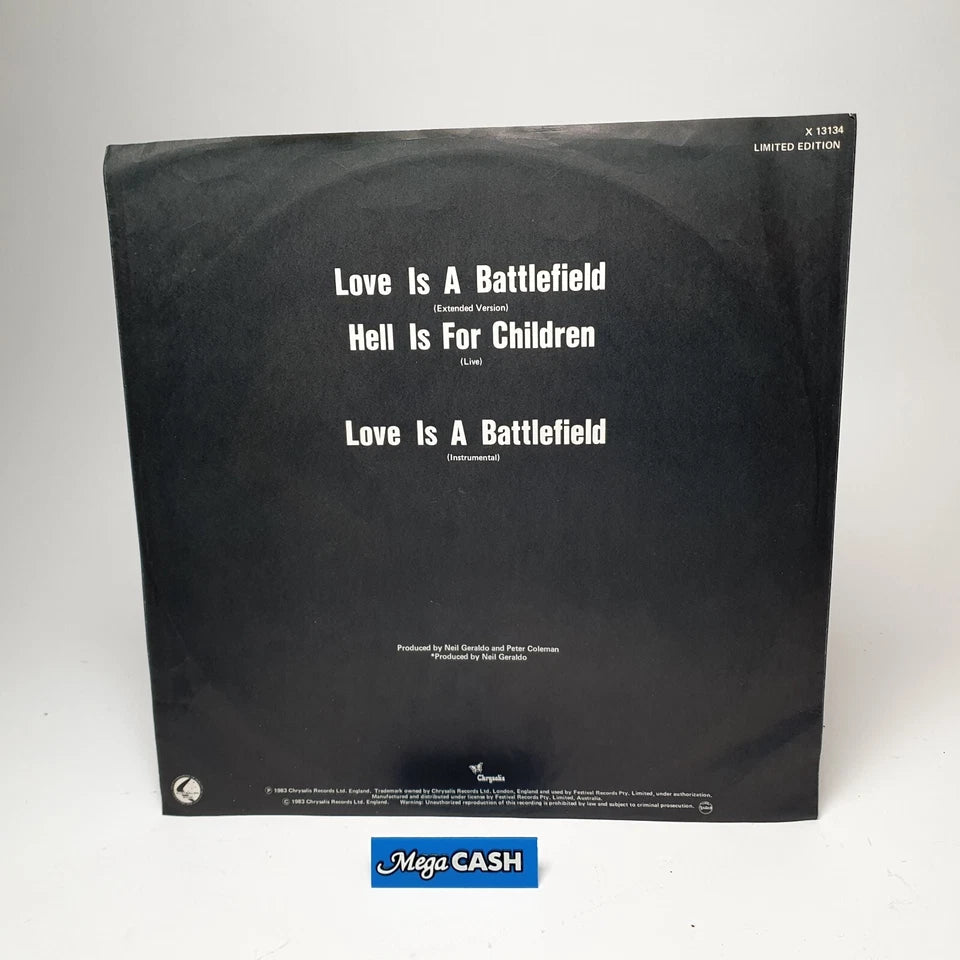 X 13134
LIMITED EDITION
Love Is A Battlefield
(Extended Version)
Hell Is For Children
(Live)
Love Is A Battlefield
(Instrumental)
Produced by Neil Geraldo and Peter Coleman
*Produced by Neil Geraldo
Chrysalis
℗ 1983 Chrysalis Records Ltd. England. Trademark owned by Chrysalis Records Ltd. London, England and used by Festival Records Pty. Limited, under authorization.
Manufactured and distributed under license by Festival Records Pty. Limited, Australia.
© 1983 Chrysalis Records Ltd. England. Warning: Unauthorized reproduction of this recording is prohibited by law and subject to criminal prosecution.
Mega CASH